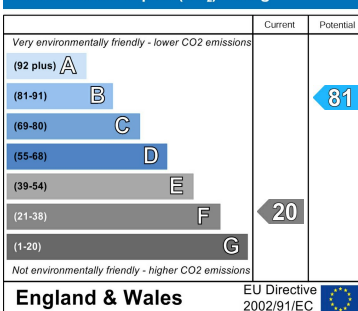 Current Potential
Very environmentally friendly - lower CO2 emissions
(92 plus) A
(81-91) B
81
(69-80) C
(55-68) D
(39-54) E
(21-38) F
20
(1-20) G
Not environmentally friendly - higher CO2 emissions
England & Wales
EU Directive
2002/91/EC